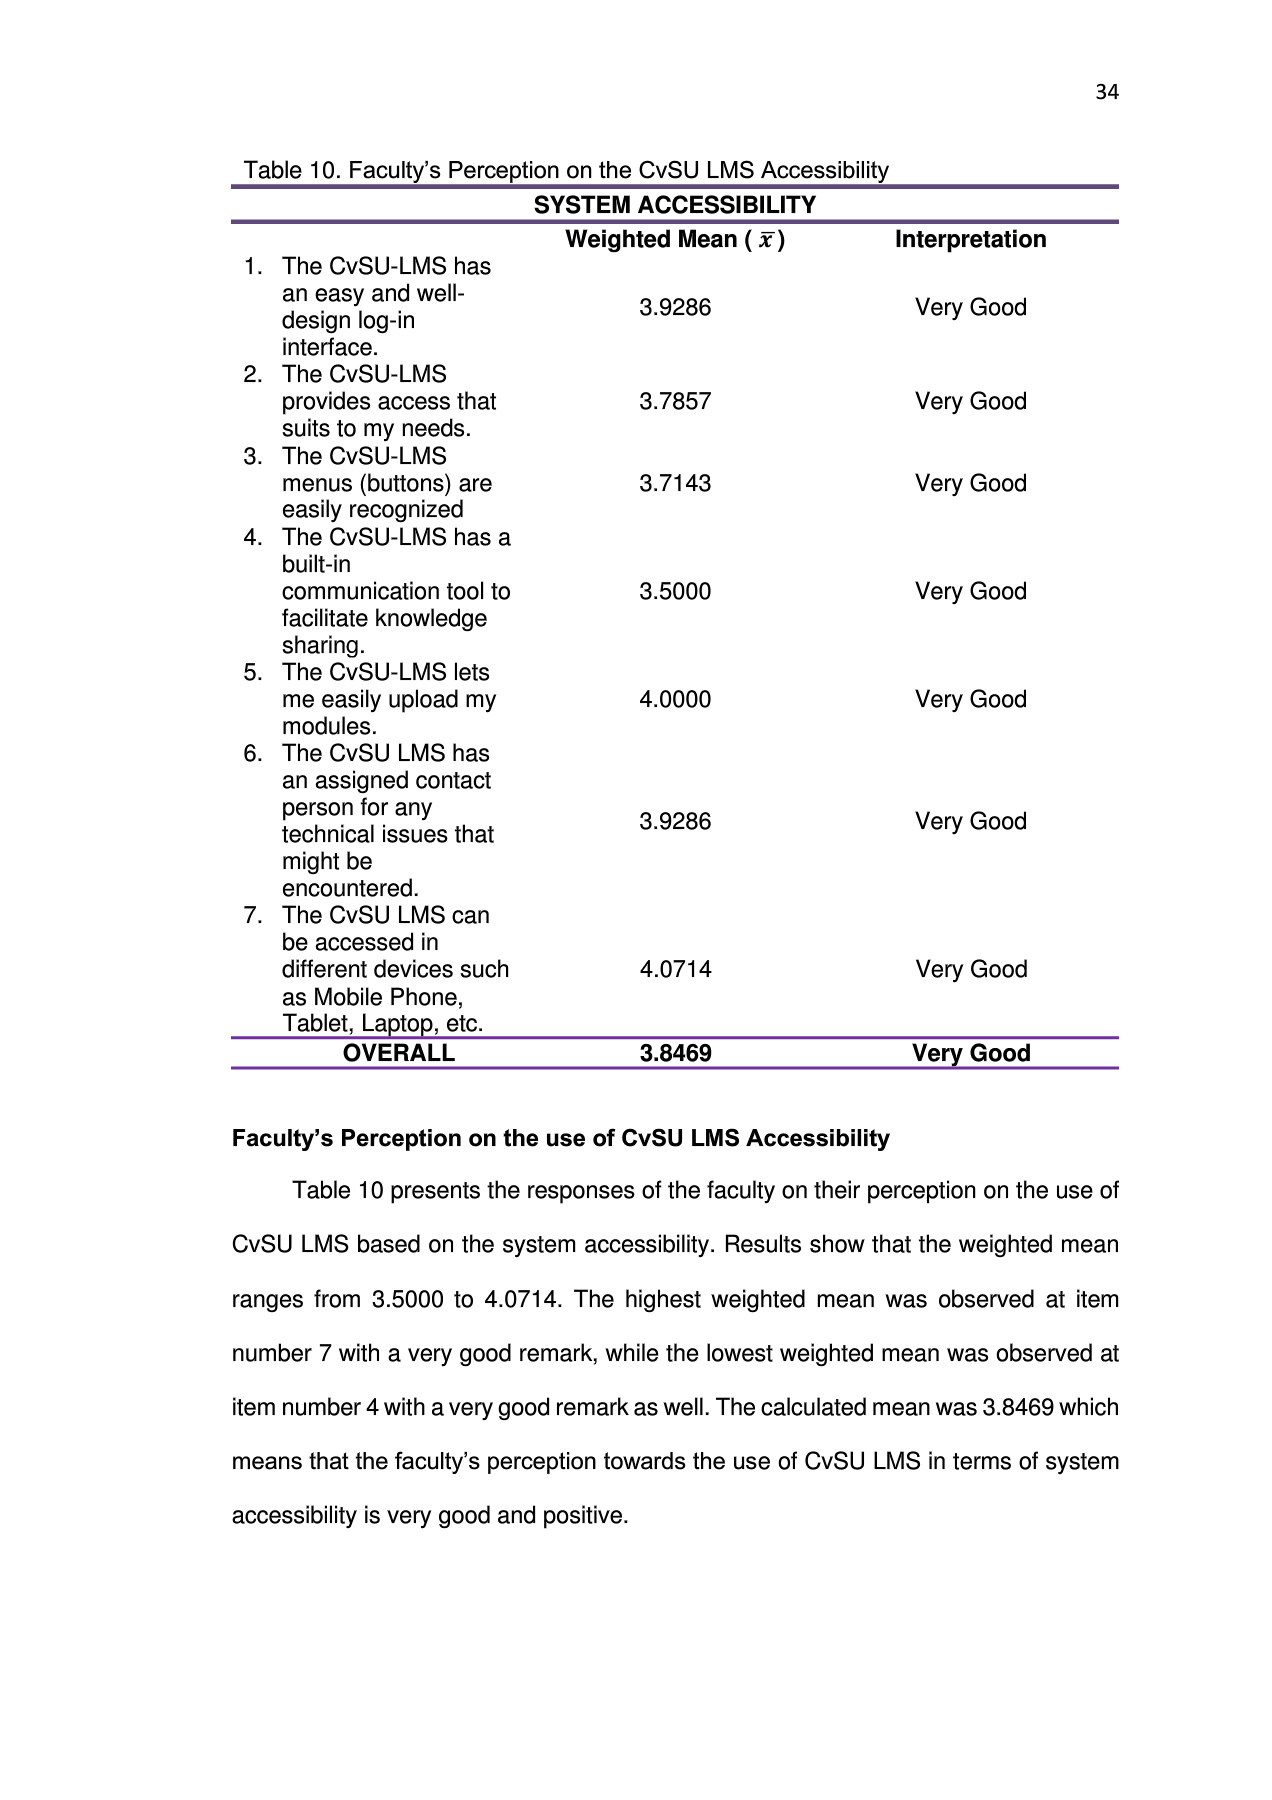 34
Table 10. Faculty’s Perception on the CvSU LMS Accessibility
SYSTEM ACCESSIBILITY
Weighted Mean ( x̅ ) Interpretation
1. The CvSU-LMS has
an easy and well-
design log-in
interface.
3.9286 Very Good
2. The CvSU-LMS
provides access that
suits to my needs.
3.7857 Very Good
3. The CvSU-LMS
menus (buttons) are
easily recognized
3.7143 Very Good
4. The CvSU-LMS has a
built-in
communication tool to
facilitate knowledge
sharing.
3.5000 Very Good
5. The CvSU-LMS lets
me easily upload my
modules.
4.0000 Very Good
6. The CvSU LMS has
an assigned contact
person for any
technical issues that
might be
encountered.
3.9286 Very Good
7. The CvSU LMS can
be accessed in
different devices such
as Mobile Phone,
Tablet, Laptop, etc.
4.0714 Very Good
OVERALL 3.8469 Very Good
Faculty’s Perception on the use of CvSU LMS Accessibility
Table 10 presents the responses of the faculty on their perception on the use of
CvSU LMS based on the system accessibility. Results show that the weighted mean
ranges from 3.5000 to 4.0714. The highest weighted mean was observed at item
number 7 with a very good remark, while the lowest weighted mean was observed at
item number 4 with a very good remark as well. The calculated mean was 3.8469 which
means that the faculty’s perception towards the use of CvSU LMS in terms of system
accessibility is very good and positive.